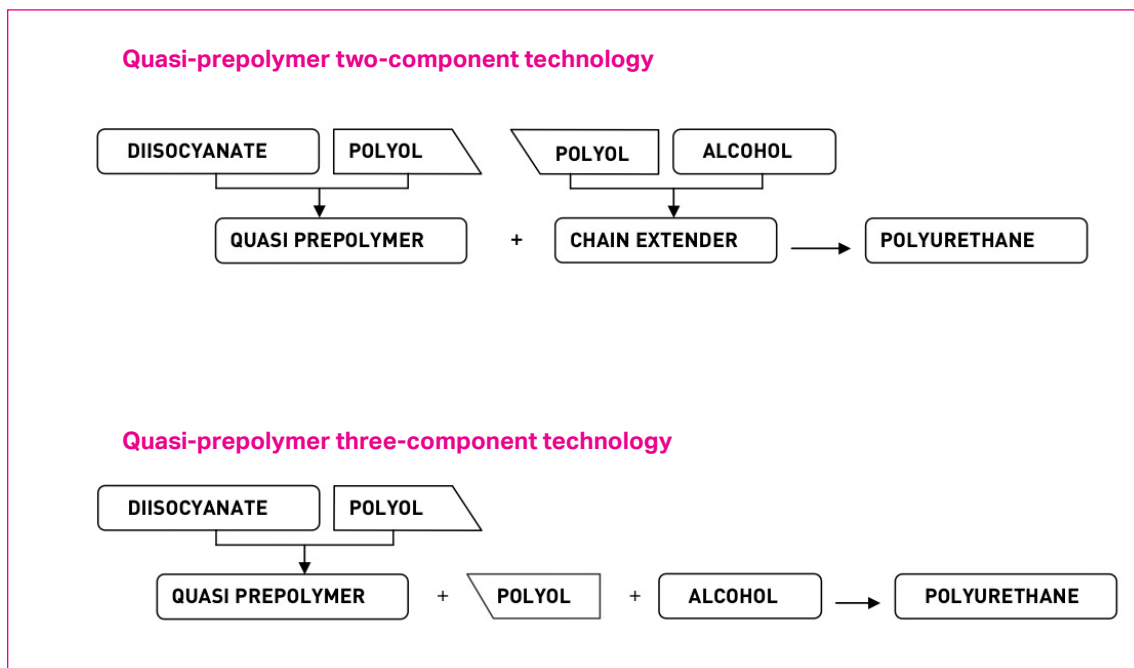 Quasi-prepolymer two-component technology
DIISOCYANATE POLYOL POLYOL ALCOHOL
QUASI PREPOLYMER + CHAIN EXTENDER POLYURETHANE
Quasi-prepolymer three-component technology
DIISOCYANATE POLYOL
QUASI PREPOLYMER + POLYOL + ALCOHOL POLYURETHANE